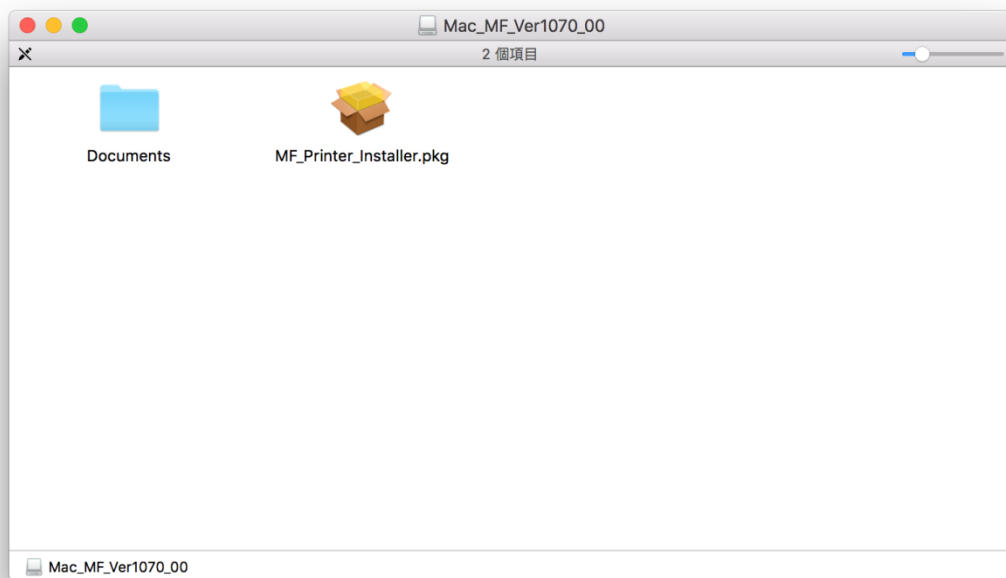 Mac_MF_Ver1070_00
2 個項目
Documents
MF_Printer_Installer.pkg
Mac_MF_Ver1070_00